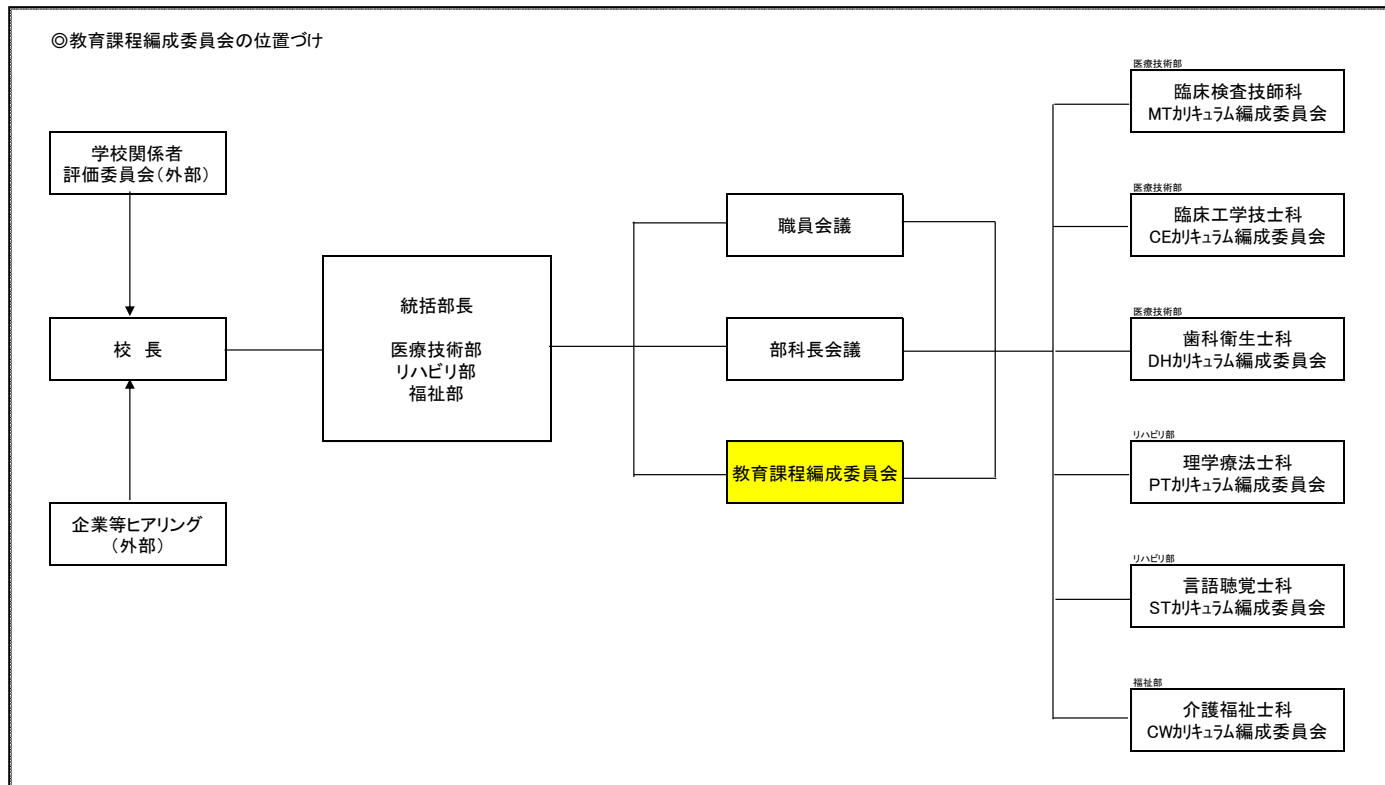 ◎教育課程編成委員会の位置づけ
学校関係者
評価委員会(外部)
校 長
企業等ヒアリング
(外部)
統括部長
医療技術部
リハビリ部
福祉部
職員会議
部科長会議
教育課程編成委員会
医療技術部
臨床検査技師科
MTカリキュラム編成委員会
医療技術部
臨床工学技士科
CEカリキュラム編成委員会
医療技術部
歯科衛生士科
DHカリキュラム編成委員会
リハビリ部
理学療法士科
PTカリキュラム編成委員会
リハビリ部
言語聴覚士科
STカリキュラム編成委員会
福祉部
介護福祉士科
CWカリキュラム編成委員会